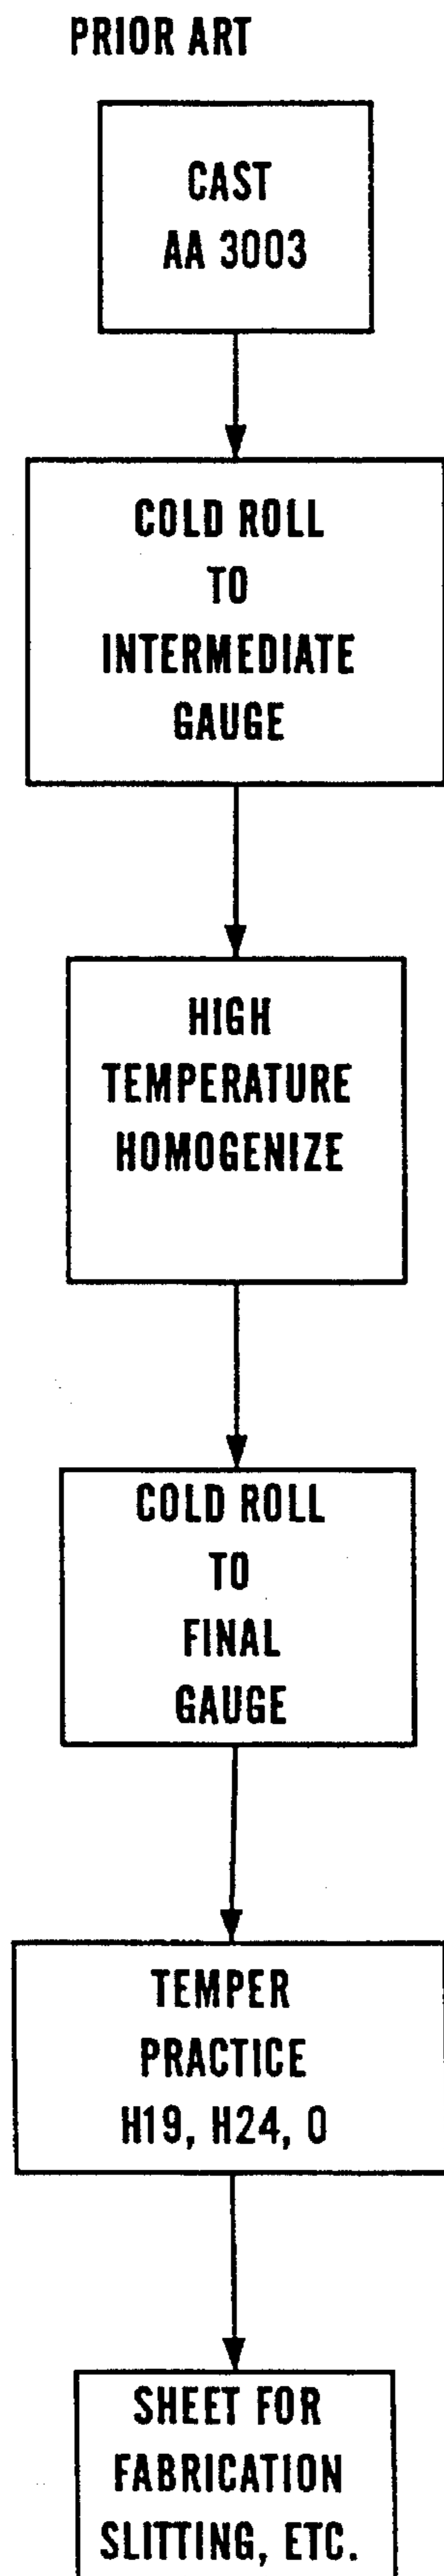 PRIOR ART
CAST
AA 3003
COLD ROLL
TO
INTERMEDIATE
GAUGE
HIGH
TEMPERATURE
HOMOGENIZE
COLD ROLL
TO
FINAL
GAUGE
TEMPER
PRACTICE
H19, H24, O
SHEET FOR
FABRICATION
SLITTING, ETC.